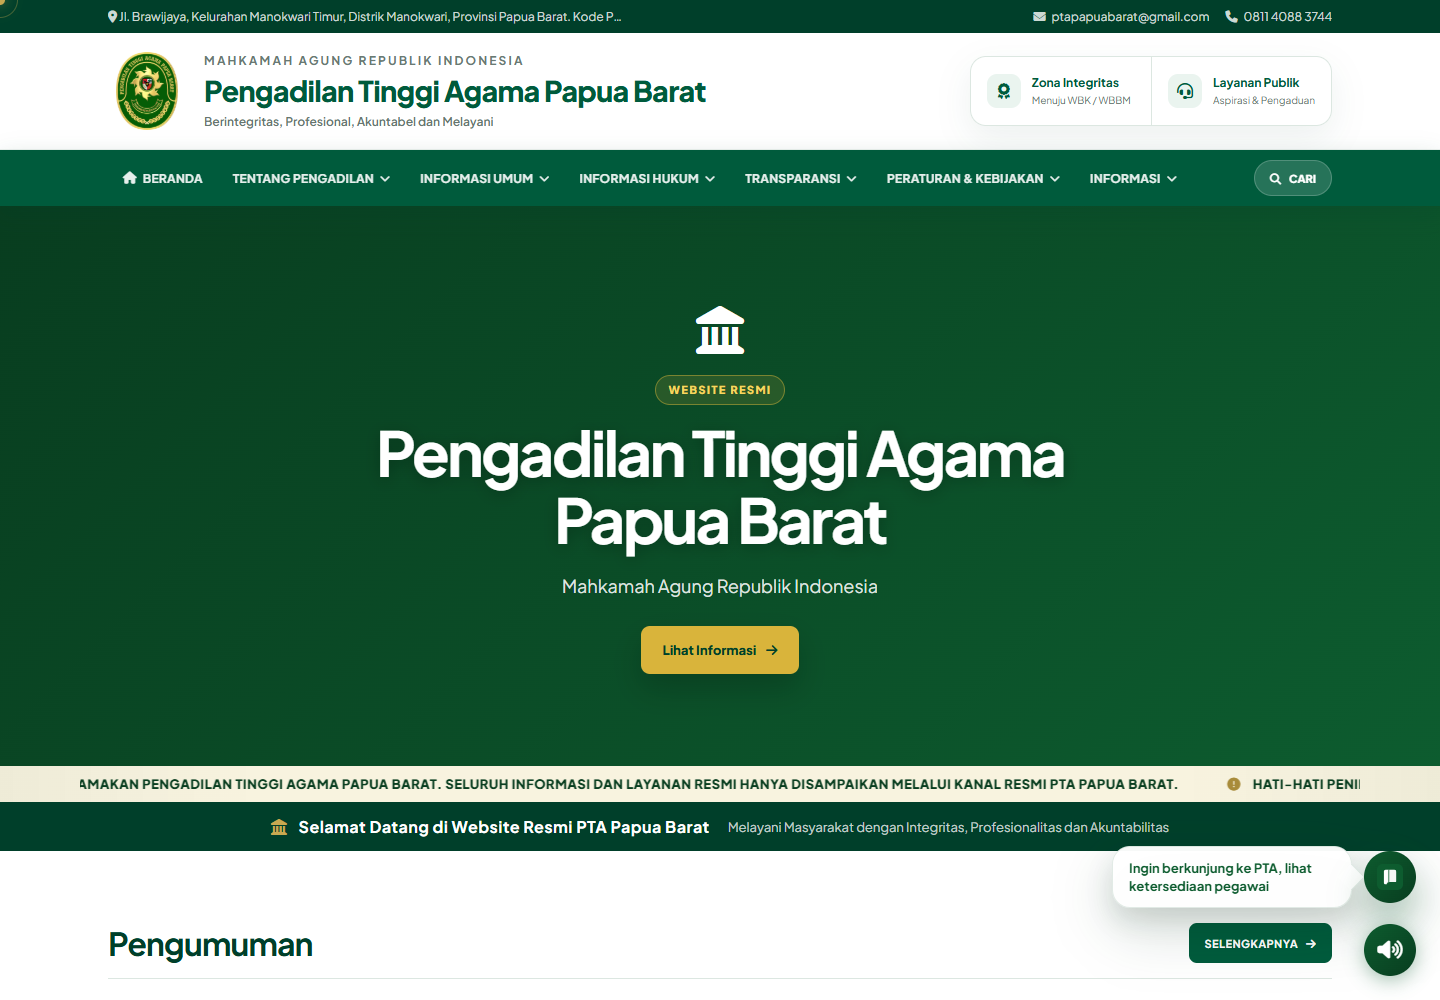 Jl. Brawijaya, Kelurahan Manokwari Timur, Distrik Manokwari, Provinsi Papua Barat. Kode P...
ptapapuabarat@gmail.com
0811 4088 3744
MAHKAMAH AGUNG REPUBLIK INDONESIA
Pengadilan Tinggi Agama Papua Barat
Berintegritas, Profesional, Akuntabel dan Melayani
Zona Integritas
Menuju WBK / WBBM
Layanan Publik
Aspirasi & Pengaduan
BERANDA
TENTANG PENGADILAN
INFORMASI UMUM
INFORMASI HUKUM
TRANSPARANSI
PERATURAN & KEBIJAKAN
INFORMASI
CARI
WEBSITE RESMI
Pengadilan Tinggi Agama
Papua Barat
Mahkamah Agung Republik Indonesia
Lihat Informasi
AMAKAN PENGADILAN TINGGI AGAMA PAPUA BARAT. SELURUH INFORMASI DAN LAYANAN RESMI HANYA DISAMPAIKAN MELALUI KANAL RESMI PTA PAPUA BARAT.
HATI-HATI PENI
Selamat Datang di Website Resmi PTA Papua Barat
Melayani Masyarakat dengan Integritas, Profesionalitas dan Akuntabilitas
Ingin berkunjung ke PTA, lihat
ketersediaan pegawai
Pengumuman
SELENGKAPNYA